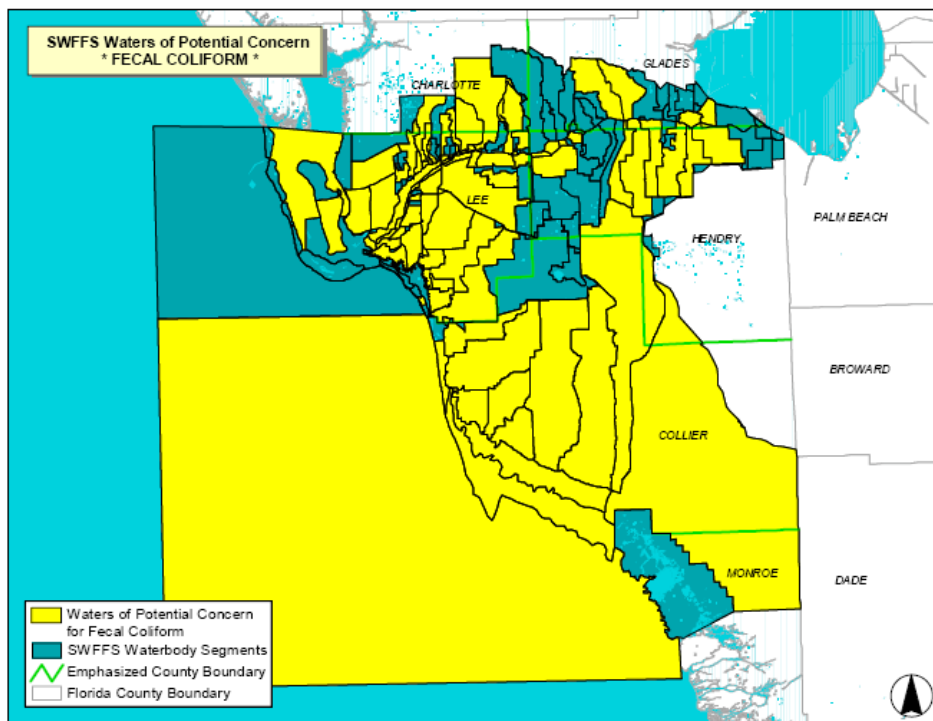 SWFFS Waters of Potential Concern
* FECAL COLIFORM *
GLADES
CHARLOTTE
LEE
PALM BEACH
HENDRY
BROWARD
COLLIER
MONROE
DADE
Waters of Potential Concern
for Fecal Coliform
SWFFS Waterbody Segments
Emphasized County Boundary
Florida County Boundary